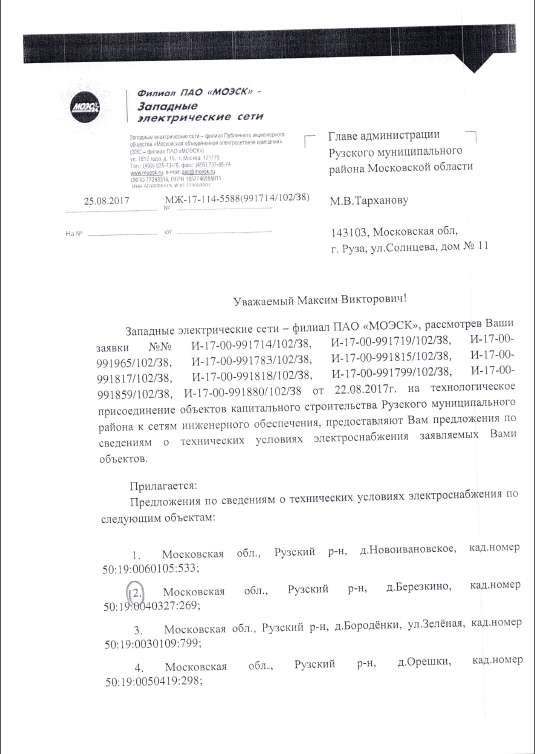 МОЭСК
Филиал ПАО «МОЭСК» -
Западные
электрические сети
Западные электрические сети – филиал Публичного акционерного
общества «Московская объединенная электросетевая компания»
(ЗЭС – филиал ПАО «МОЭСК»)
www.moesk.ru, e-mail: zes@moesk.ru
25.08.2017 № МЖ-17-114-5588(991714/102/38)
На № от
Главе администрации
Рузского муниципального
района Московской области
М.В.Тарханову
143103, Московская обл,
г. Руза, ул.Солнцева, дом № 11
Уважаемый Максим Викторович!
Западные электрические сети – филиал ПАО «МОЭСК», рассмотрев Ваши
заявки №№ И-17-00-991714/102/38, И-17-00-991719/102/38, И-17-00-
991965/102/38, И-17-00-991783/102/38, И-17-00-991815/102/38, И-17-00-
991817/102/38, И-17-00-991818/102/38, И-17-00-991799/102/38, И-17-00-
991859/102/38, И-17-00-991880/102/38 от 22.08.2017г. на технологическое
присоединение объектов капитального строительства Рузского муниципального
района к сетям инженерного обеспечения, предоставляют Вам предложения по
сведениям о технических условиях электроснабжения заявляемых Вами
объектов.
Прилагается:
Предложения по сведениям о технических условиях электроснабжения по
следующим объектам:
1. Московская обл., Рузский р-н, д.Новоивановское, кад.номер
50:19:0060105:533;
2. Московская обл., Рузский р-н, д.Березкино, кад.номер
50:19:0040327:269;
3. Московская обл., Рузский р-н, д.Бородёнки, ул.Зелёная, кад.номер
50:19:0030109:799;
4. Московская обл., Рузский р-н, д.Орешки, кад.номер
50:19:0050419:298;